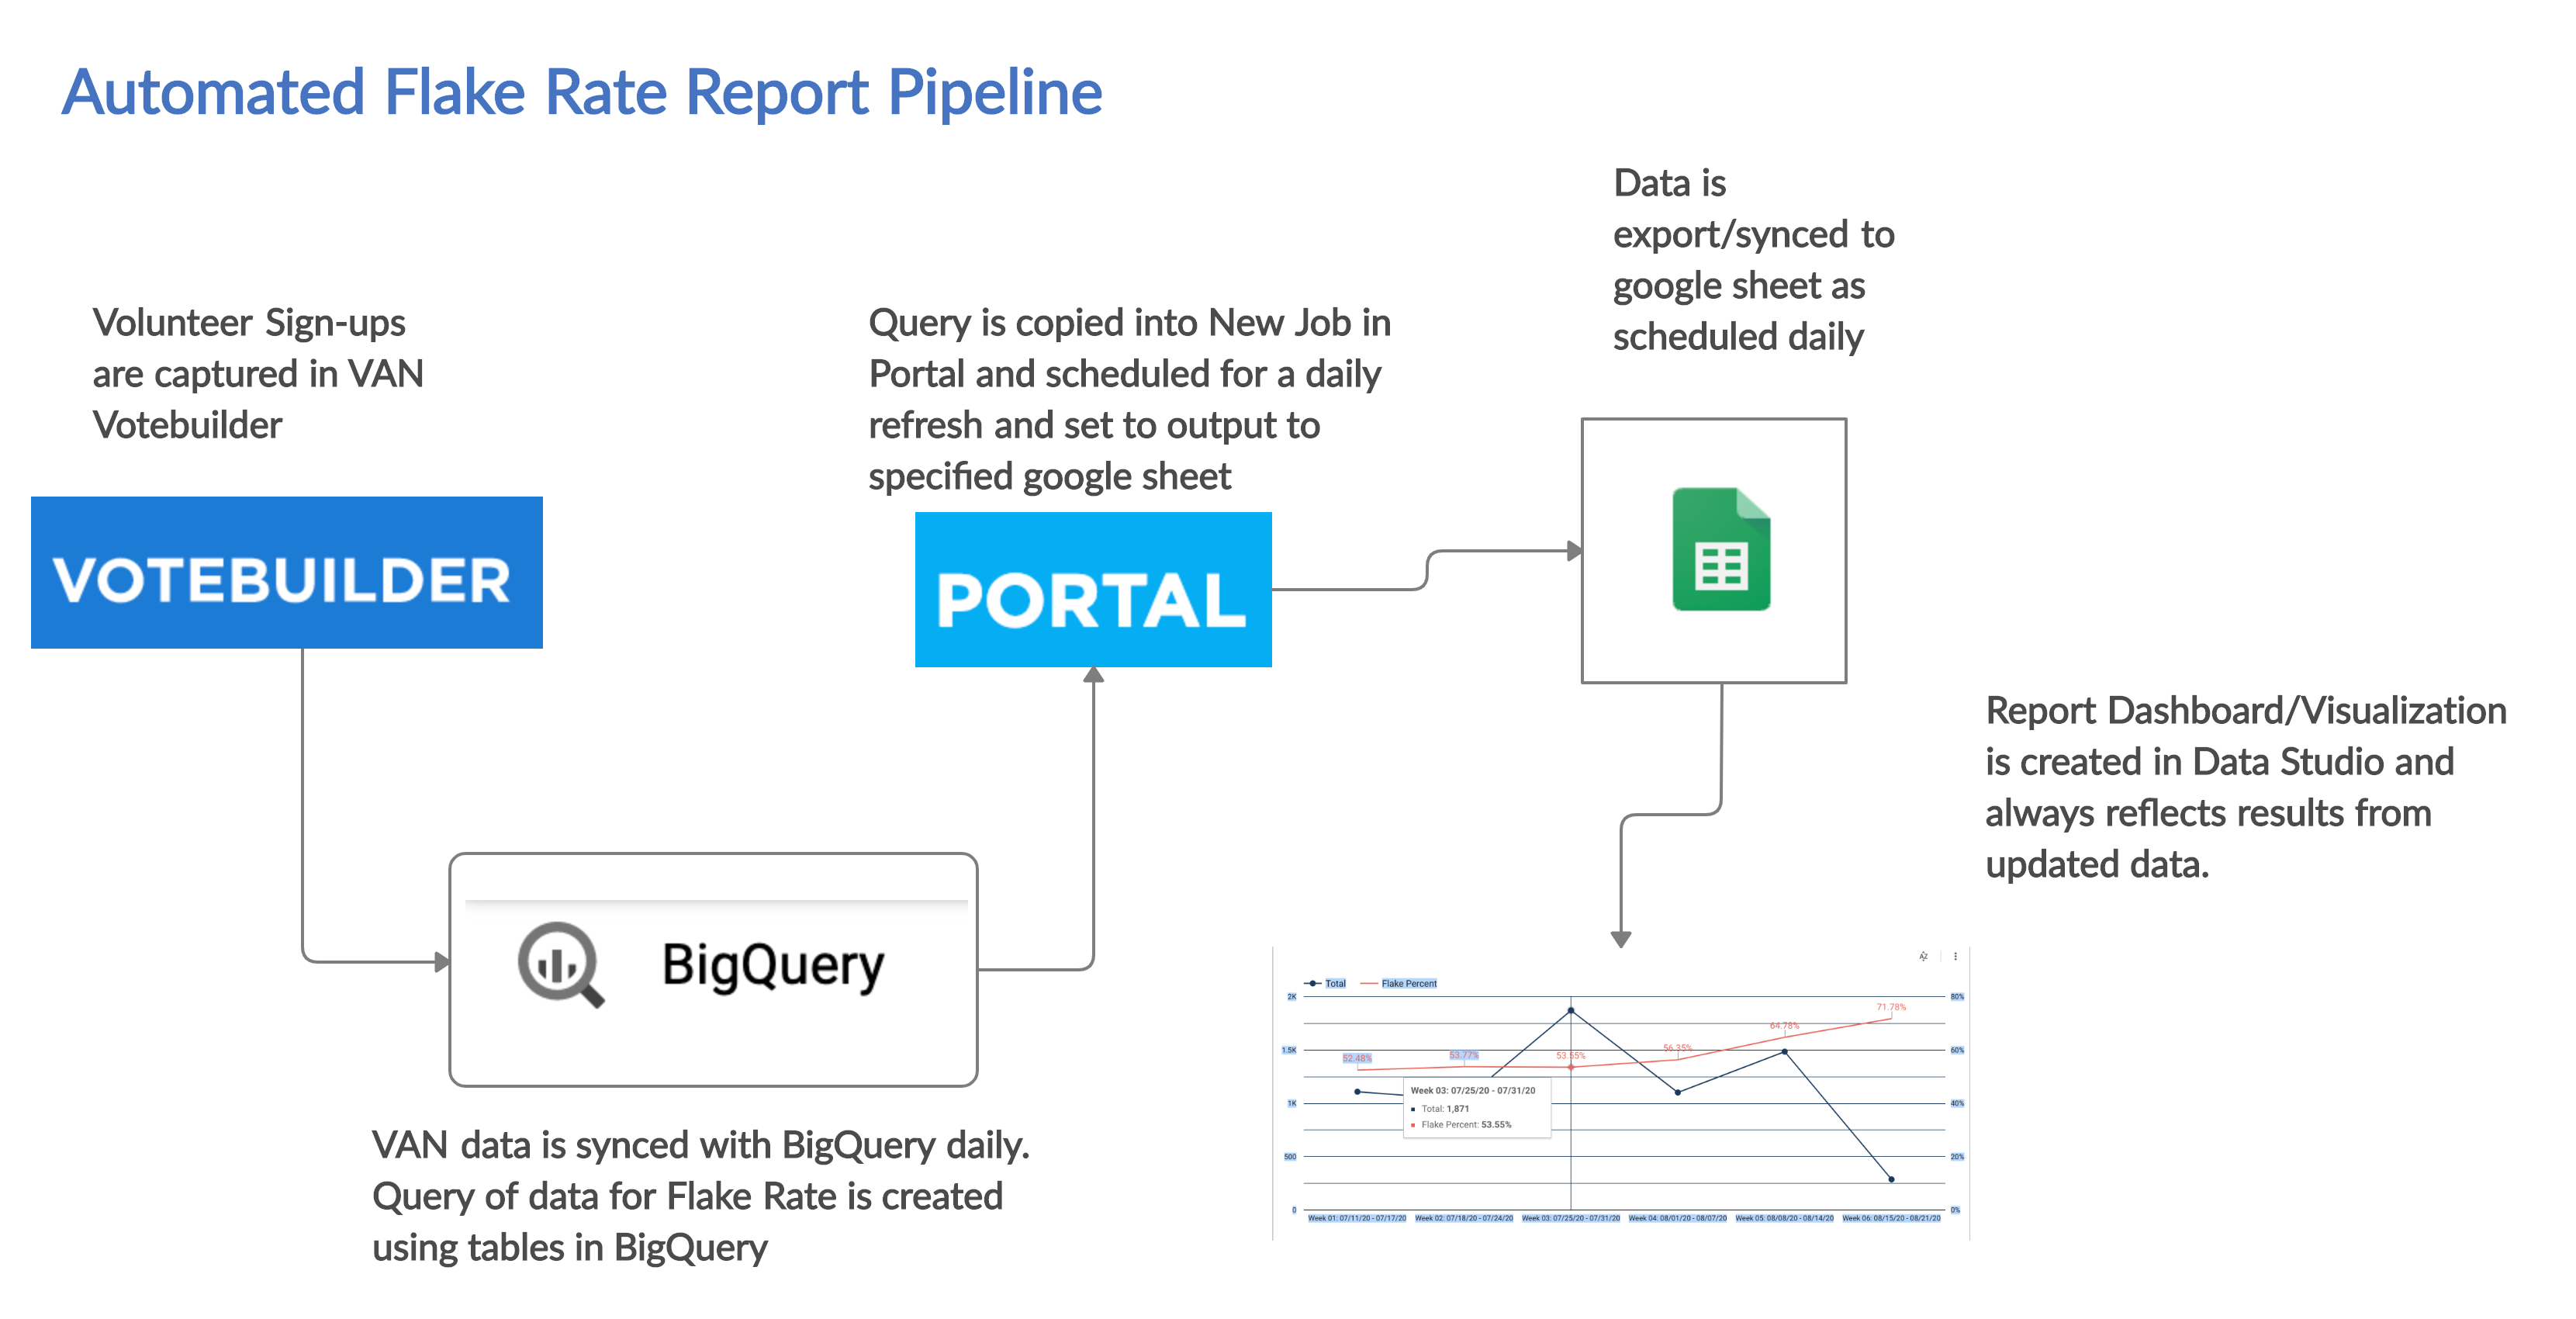 Automated Flake Rate Report Pipeline
Volunteer Sign-ups
are captured in VAN
Votebuilder
VOTEBUILDER
VAN data is synced with BigQuery daily.
Query of data for Flake Rate is created
using tables in BigQuery
BigQuery
Query is copied into New Job in
Portal and scheduled for a daily
refresh and set to output to
specified google sheet
PORTAL
Data is
export/synced to
google sheet as
scheduled daily
Report Dashboard/Visualization
is created in Data Studio and
always reflects results from
updated data.
Total Flake Percent
2K
1.5K
1K
500
0
80%
60%
40%
20%
0%
52.48%
53.77%
53.55%
56.35%
64.78%
71.78%
Week 03: 07/25/20 - 07/31/20
Total: 1,871
Flake Percent: 53.55%
Week 01: 07/11/20 - 07/17/20
Week 02: 07/18/20 - 07/24/20
Week 03: 07/25/20 - 07/31/20
Week 04: 08/01/20 - 08/07/20
Week 05: 08/08/20 - 08/14/20
Week 06: 08/15/20 - 08/21/20